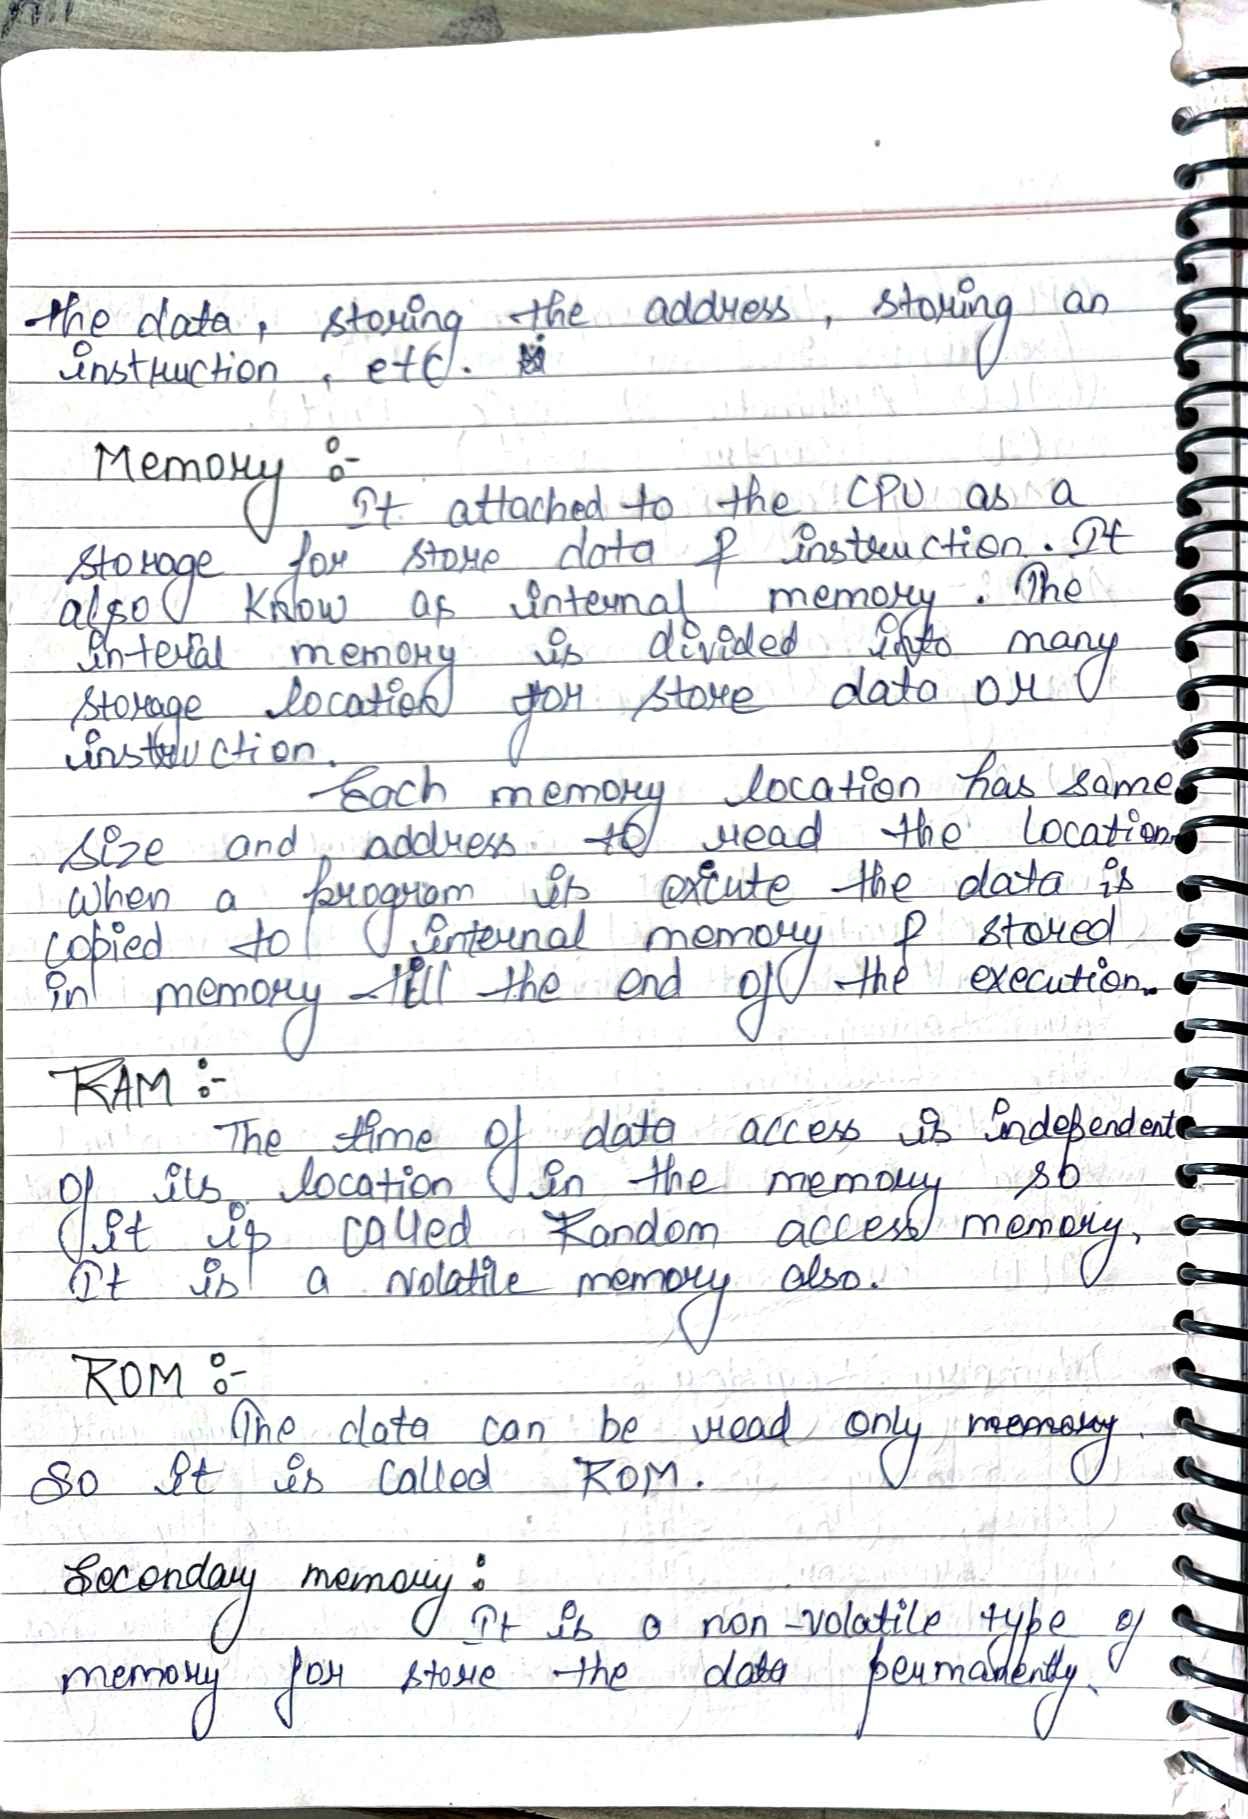 the data, storing the address, storing an
instruction, etc.
Memory :-
It attached to the CPU as a
storage for store data & instruction. It
also know as internal memory. The
interal memory is divided into many
storage location for store data or
instruction.
Each memory location has same
size and address to read the location.
When a program is exicute the data is
copied to internal memory & stored
in memory till the end of the execution.
RAM :-
The time of data access is independent
of its location in the memory so
it is called Random access memory.
It is a volatile memory also.
ROM :-
The data can be read only memory.
So it is called ROM.
Secondary memory :
It is a non-volatile type of
memory for store the data permanently.